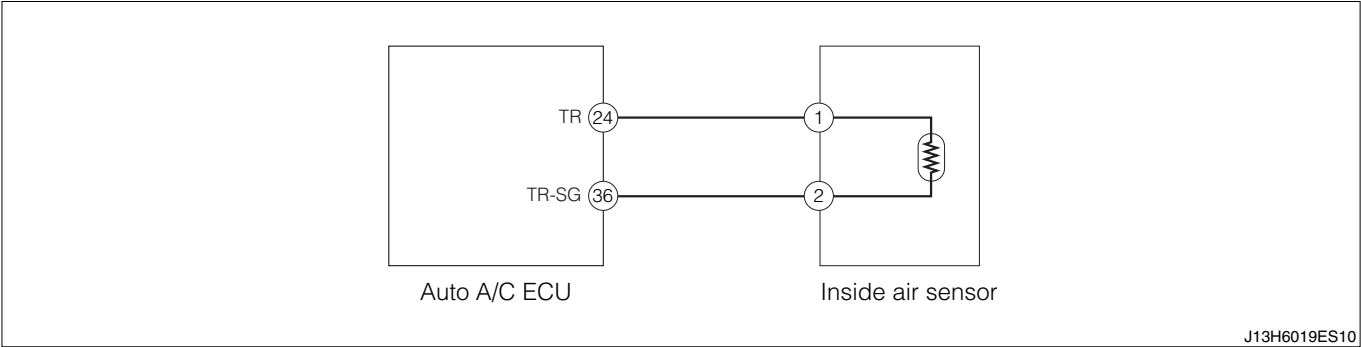 TR 24 1
TR-SG 36 2
Auto A/C ECU Inside air sensor
J13H6019ES10